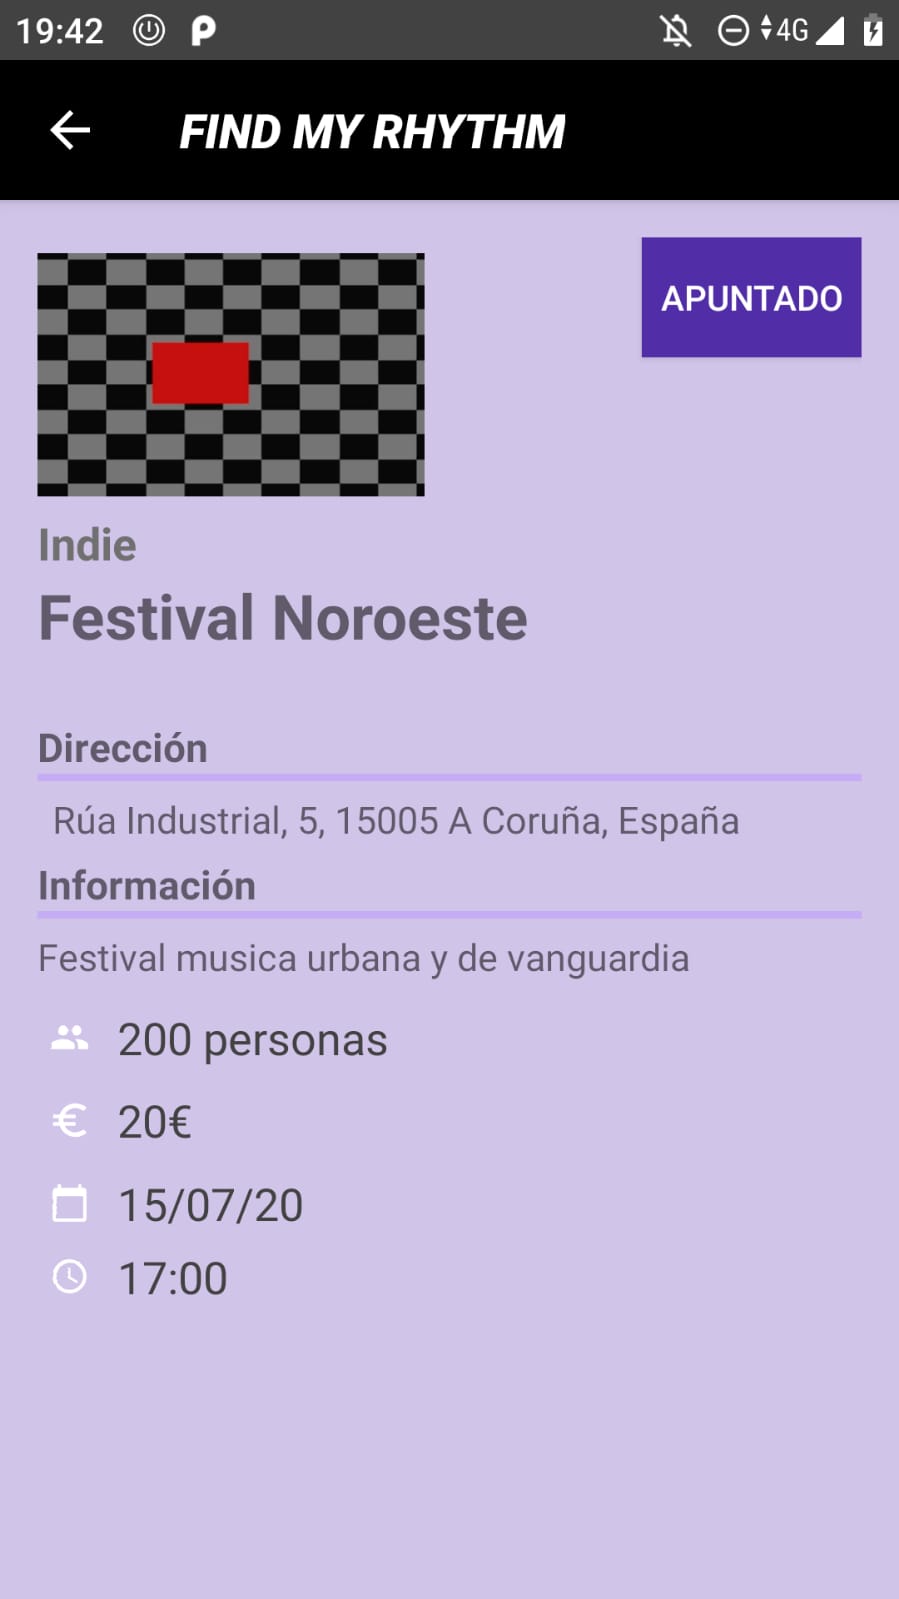 19:42 4G
FIND MY RHYTHM
APUNTADO
Indie
Festival Noroeste
Dirección
Rúa Industrial, 5, 15005 A Coruña, España
Información
Festival musica urbana y de vanguardia
200 personas
20€
15/07/20
17:00